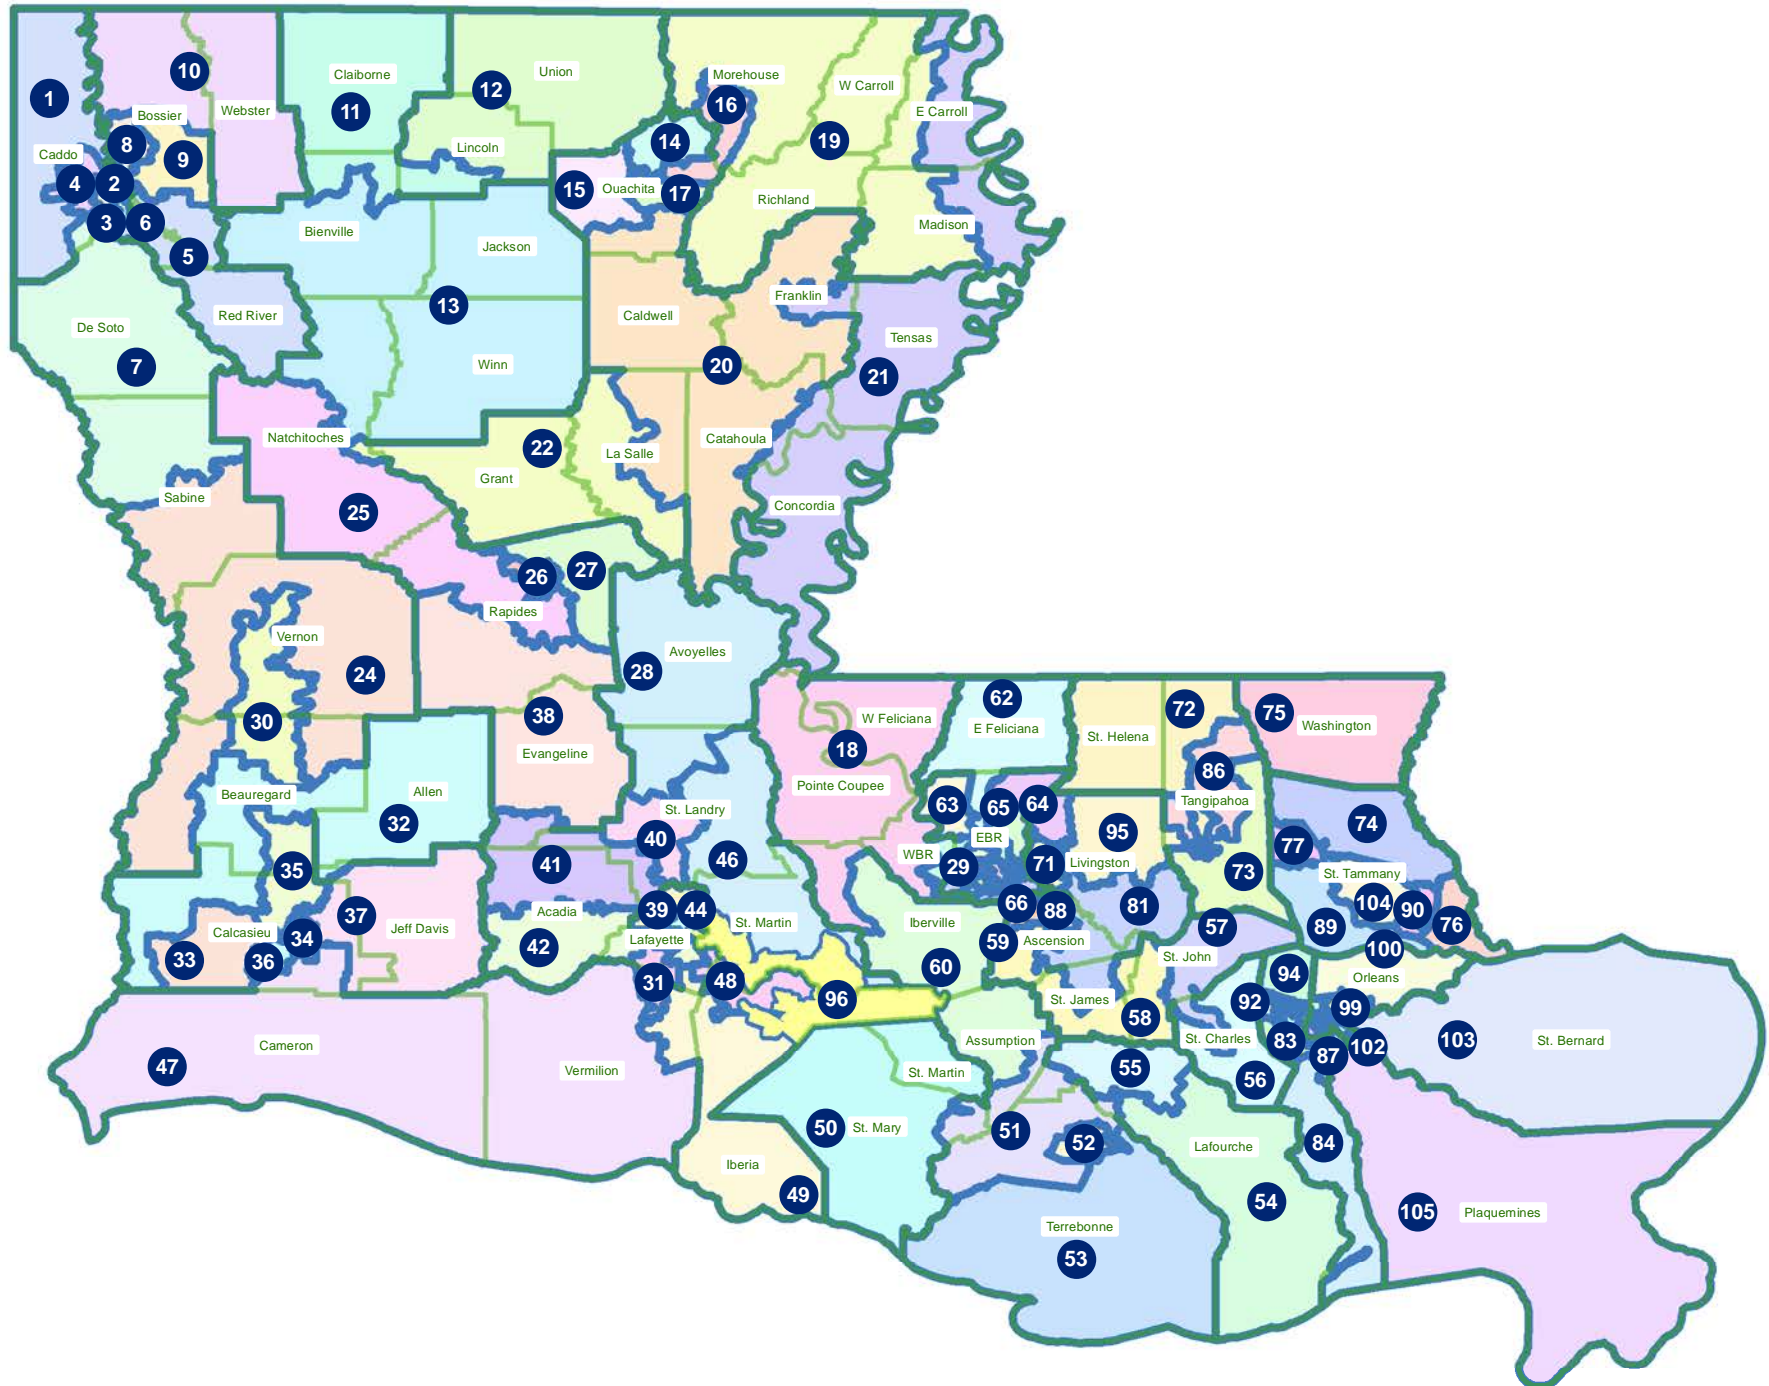 10
1
Claiborne
12
Union
Morehouse
W Carroll
11
16
Webster
Bossier
E Carroll
8
14
19
Caddo
9
Lincoln
4
2
15
Ouachita
17
Richland
3
6
Bienville
Madison
5
Jackson
Franklin
13
Red River
Caldwell
De Soto
Tensas
7
Winn
20
21
Natchitoches
22
La Salle
Catahoula
Grant
Sabine
25
Concordia
26
27
Rapides
Vernon
24
28
Avoyelles
30
38
62
72
75
W Feliciana
E Feliciana
St. Helena
Washington
Evangeline
18
86
Beauregard
Allen
Pointe Coupee
St. Landry
63
65
64
Tangipahoa
32
40
EBR
95
74
41
46
WBR
29
71
Livingston
77
35
73
St. Tammany
37
Acadia
39
44
St. Martin
Iberville
66
88
81
104
90
76
Jeff Davis
Calcasieu
34
42
Lafayette
59
Ascension
57
89
100
33
36
31
48
60
St. John
94
Orleans
96
St. James
58
92
99
Cameron
Assumption
St. Charles
83
87
102
103
St. Bernard
47
Vermilion
St. Martin
55
56
50
St. Mary
51
52
Lafourche
84
Iberia
49
54
105
Plaquemines
Terrebonne
53